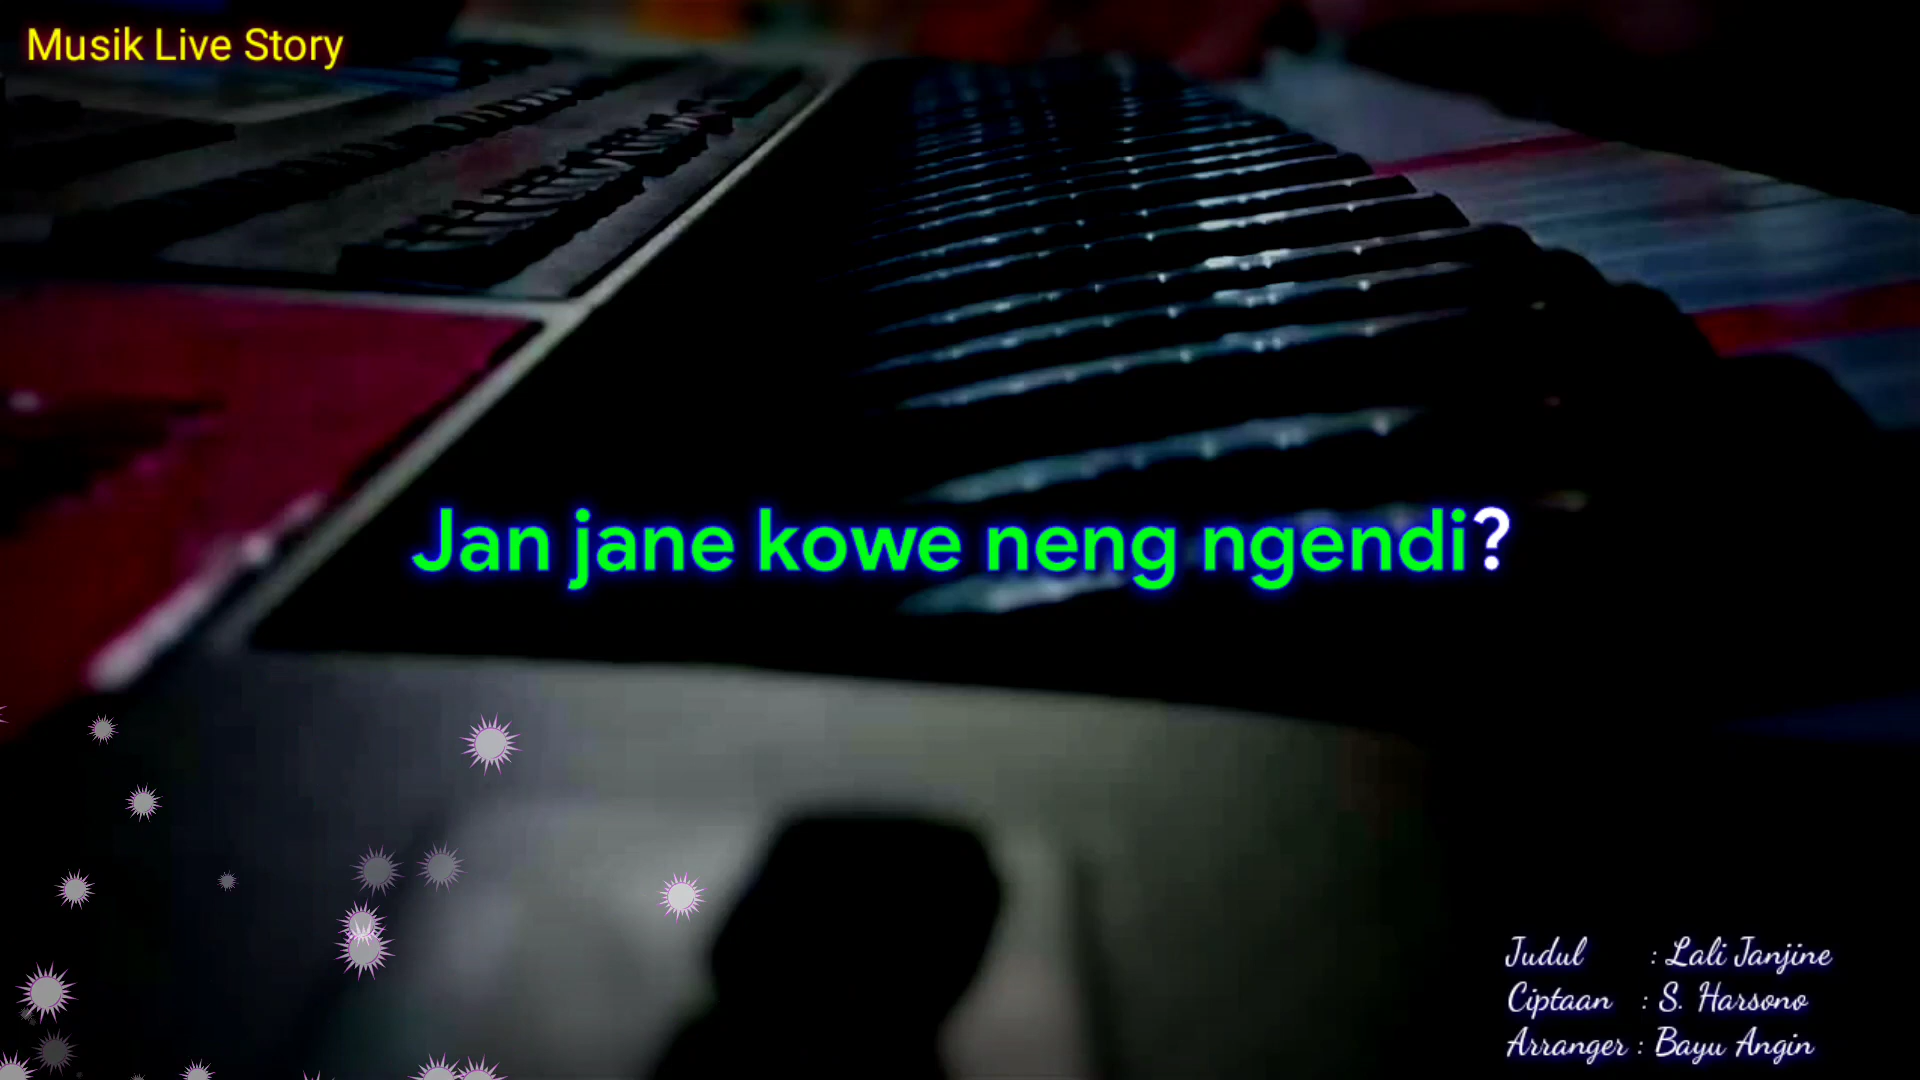 Musik Live Story
Jan jane kowe neng ngendi?
Judul : Lali Janjine
Ciptaan : S. Harsono
Arranger : Bayu Angin